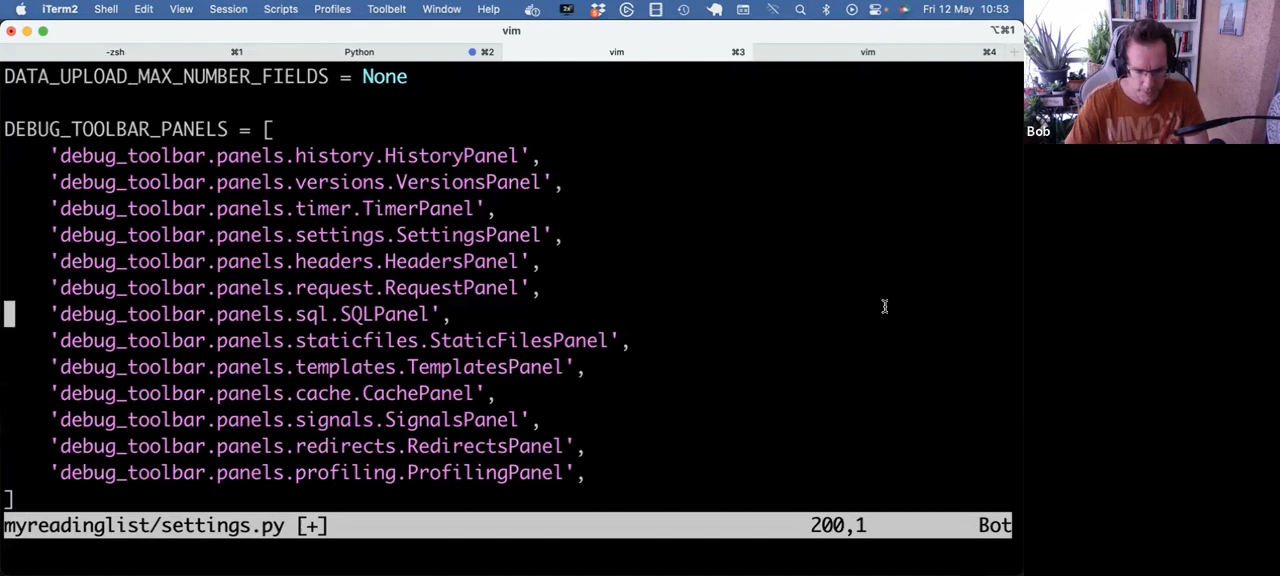 iTerm2 Shell Edit View Session Scripts Profiles Toolbelt Window Help Fri 12 May 10:53
vim ⌥⌘1
-zsh ⌘1 Python ⌘2 vim ⌘3 vim ⌘4
DATA_UPLOAD_MAX_NUMBER_FIELDS = None
DEBUG_TOOLBAR_PANELS = [
'debug_toolbar.panels.history.HistoryPanel',
'debug_toolbar.panels.versions.VersionsPanel',
'debug_toolbar.panels.timer.TimerPanel',
'debug_toolbar.panels.settings.SettingsPanel',
'debug_toolbar.panels.headers.HeadersPanel',
'debug_toolbar.panels.request.RequestPanel',
'debug_toolbar.panels.sql.SQLPanel',
'debug_toolbar.panels.staticfiles.StaticFilesPanel',
'debug_toolbar.panels.templates.TemplatesPanel',
'debug_toolbar.panels.cache.CachePanel',
'debug_toolbar.panels.signals.SignalsPanel',
'debug_toolbar.panels.redirects.RedirectsPanel',
'debug_toolbar.panels.profiling.ProfilingPanel',
]
myreadinglist/settings.py [+] 200,1 Bot
Bob